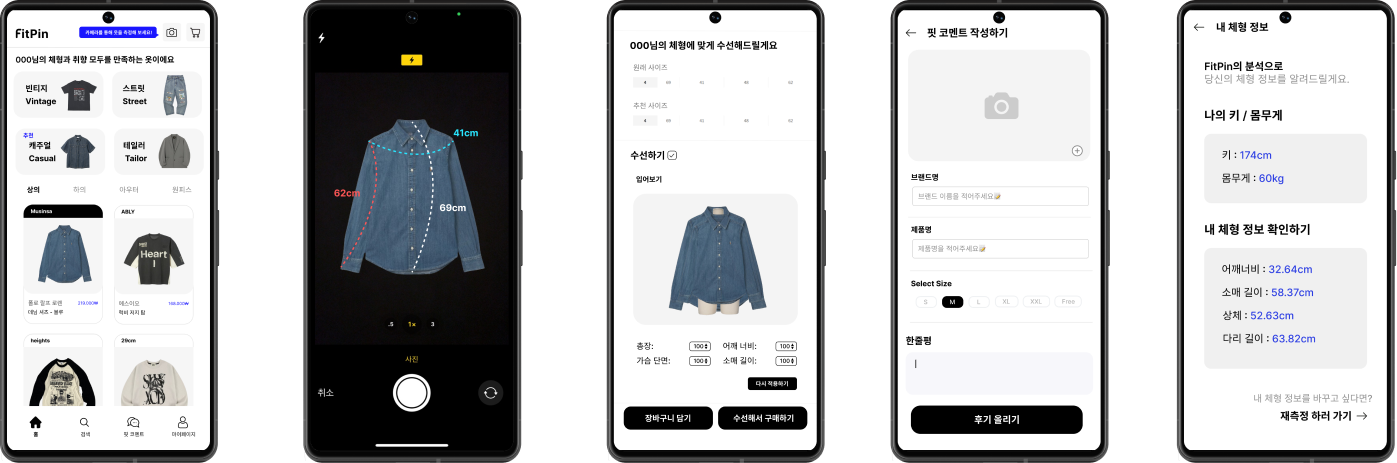 FitPin
카메라를 통해 옷을 측정해 보세요!
000님의 체형과 취향 모두를 만족하는 옷이에요
빈티지
Vintage
스트릿
Street
추천
캐주얼
Casual
테일러
Tailor
상의
하의
아우터
원피스
Musinsa
ABLY
Heart
폴로 랄프 로렌
219.000₩
데님 셔츠 - 블루
에스이모
168.000₩
럭비 저지 탑
heights
29cm
홈
검색
핏 코멘트
마이페이지
41cm
62cm
69cm
.5
1×
3
사진
취소
000님의 체형에 맞게 수선해드릴게요
원래 사이즈
4
69
41
48
62
추천 사이즈
4
69
41
48
62
수선하기
입어보기
총장:
100
어깨 너비:
100
가슴 단면:
100
소매 길이:
100
다시 적용하기
장바구니 담기
수선해서 구매하기
핏 코멘트 작성하기
브랜드명
브랜드 이름을 적어주세요
제품명
제품명을 적어주세요
Select Size
S
M
L
XL
XXL
Free
한줄평
후기 올리기
내 체형 정보
FitPin의 분석으로
당신의 체형 정보를 알려드릴게요.
나의 키 / 몸무게
키 : 174cm
몸무게 : 60kg
내 체형 정보 확인하기
어깨너비 : 32.64cm
소매 길이 : 58.37cm
상체 : 52.63cm
다리 길이 : 63.82cm
내 체형 정보를 바꾸고 싶다면?
재측정 하러 가기 →